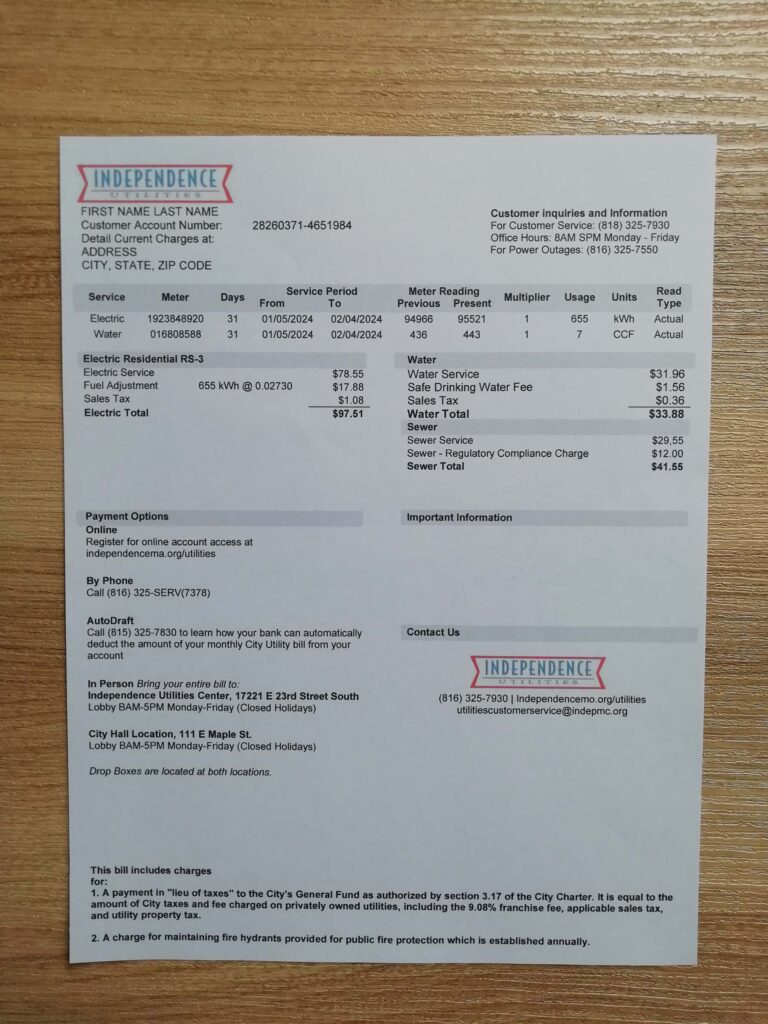 INDEPENDENCE
UTILITIES
FIRST NAME LAST NAME
Customer Account Number: 28260371-4651984
Detail Current Charges at:
ADDRESS
CITY, STATE, ZIP CODE
Customer inquiries and Information
For Customer Service: (818) 325-7930
Office Hours: 8AM SPM Monday - Friday
For Power Outages: (816) 325-7550
Service Meter Days Service Period From To Meter Reading Previous Present Multiplier Usage Units Read Type
Electric 1923848920 31 01/05/2024 02/04/2024 94966 95521 1 655 kWh Actual
Water 016808588 31 01/05/2024 02/04/2024 436 443 1 7 CCF Actual
Electric Residential RS-3
Electric Service $78.55
Fuel Adjustment 655 kWh @ 0.02730 $17.88
Sales Tax $1.08
Electric Total $97.51
Water
Water Service $31.96
Safe Drinking Water Fee $1.56
Sales Tax $0.36
Water Total $33.88
Sewer
Sewer Service $29,55
Sewer - Regulatory Compliance Charge $12.00
Sewer Total $41.55
Payment Options
Online
Register for online account access at
independencema.org/utilities
By Phone
Call (816) 325-SERV(7378)
AutoDraft
Call (815) 325-7830 to learn how your bank can automatically
deduct the amount of your monthly City Utility bill from your
account
In Person Bring your entire bill to:
Independence Utilities Center, 17221 E 23rd Street South
Lobby BAM-5PM Monday-Friday (Closed Holidays)
City Hall Location, 111 E Maple St.
Lobby BAM-5PM Monday-Friday (Closed Holidays)
Drop Boxes are located at both locations.
Important Information
Contact Us
INDEPENDENCE
UTILITIES
(816) 325-7930 | Independencemo.org/utilities
utilitiescustomerservice@indepmc.org
This bill includes charges
for:
1. A payment in "lieu of taxes" to the City's General Fund as authorized by section 3.17 of the City Charter. It is equal to the
amount of City taxes and fee charged on privately owned utilities, including the 9.08% franchise fee, applicable sales tax,
and utility property tax.
2. A charge for maintaining fire hydrants provided for public fire protection which is established annually.